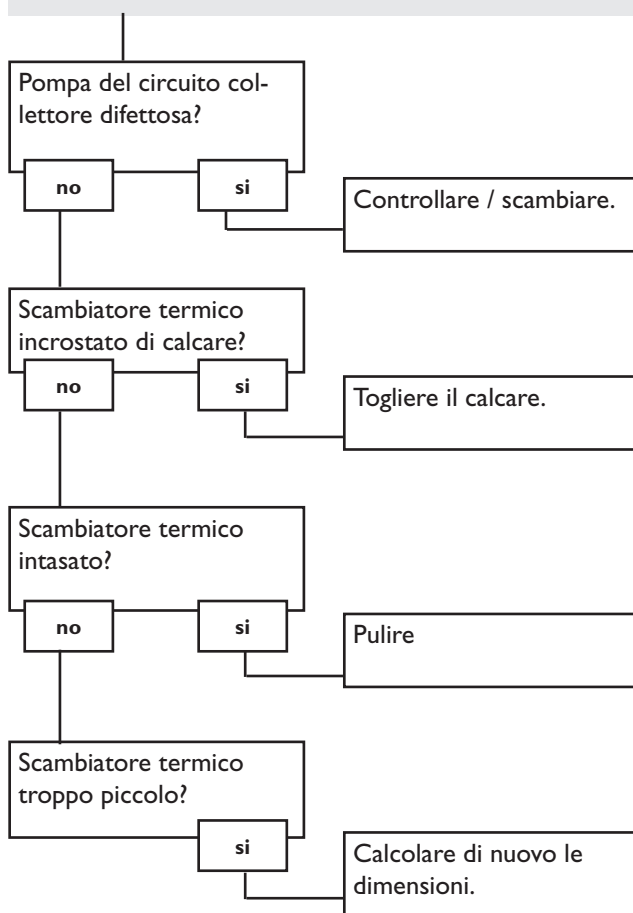 Pompa del circuito col-
lettore difettosa?
no
si
Controllare / scambiare.
Scambiatore termico
incrostato di calcare?
no
si
Togliere il calcare.
Scambiatore termico
intasato?
no
si
Pulire
Scambiatore termico
troppo piccolo?
si
Calcolare di nuovo le
dimensioni.